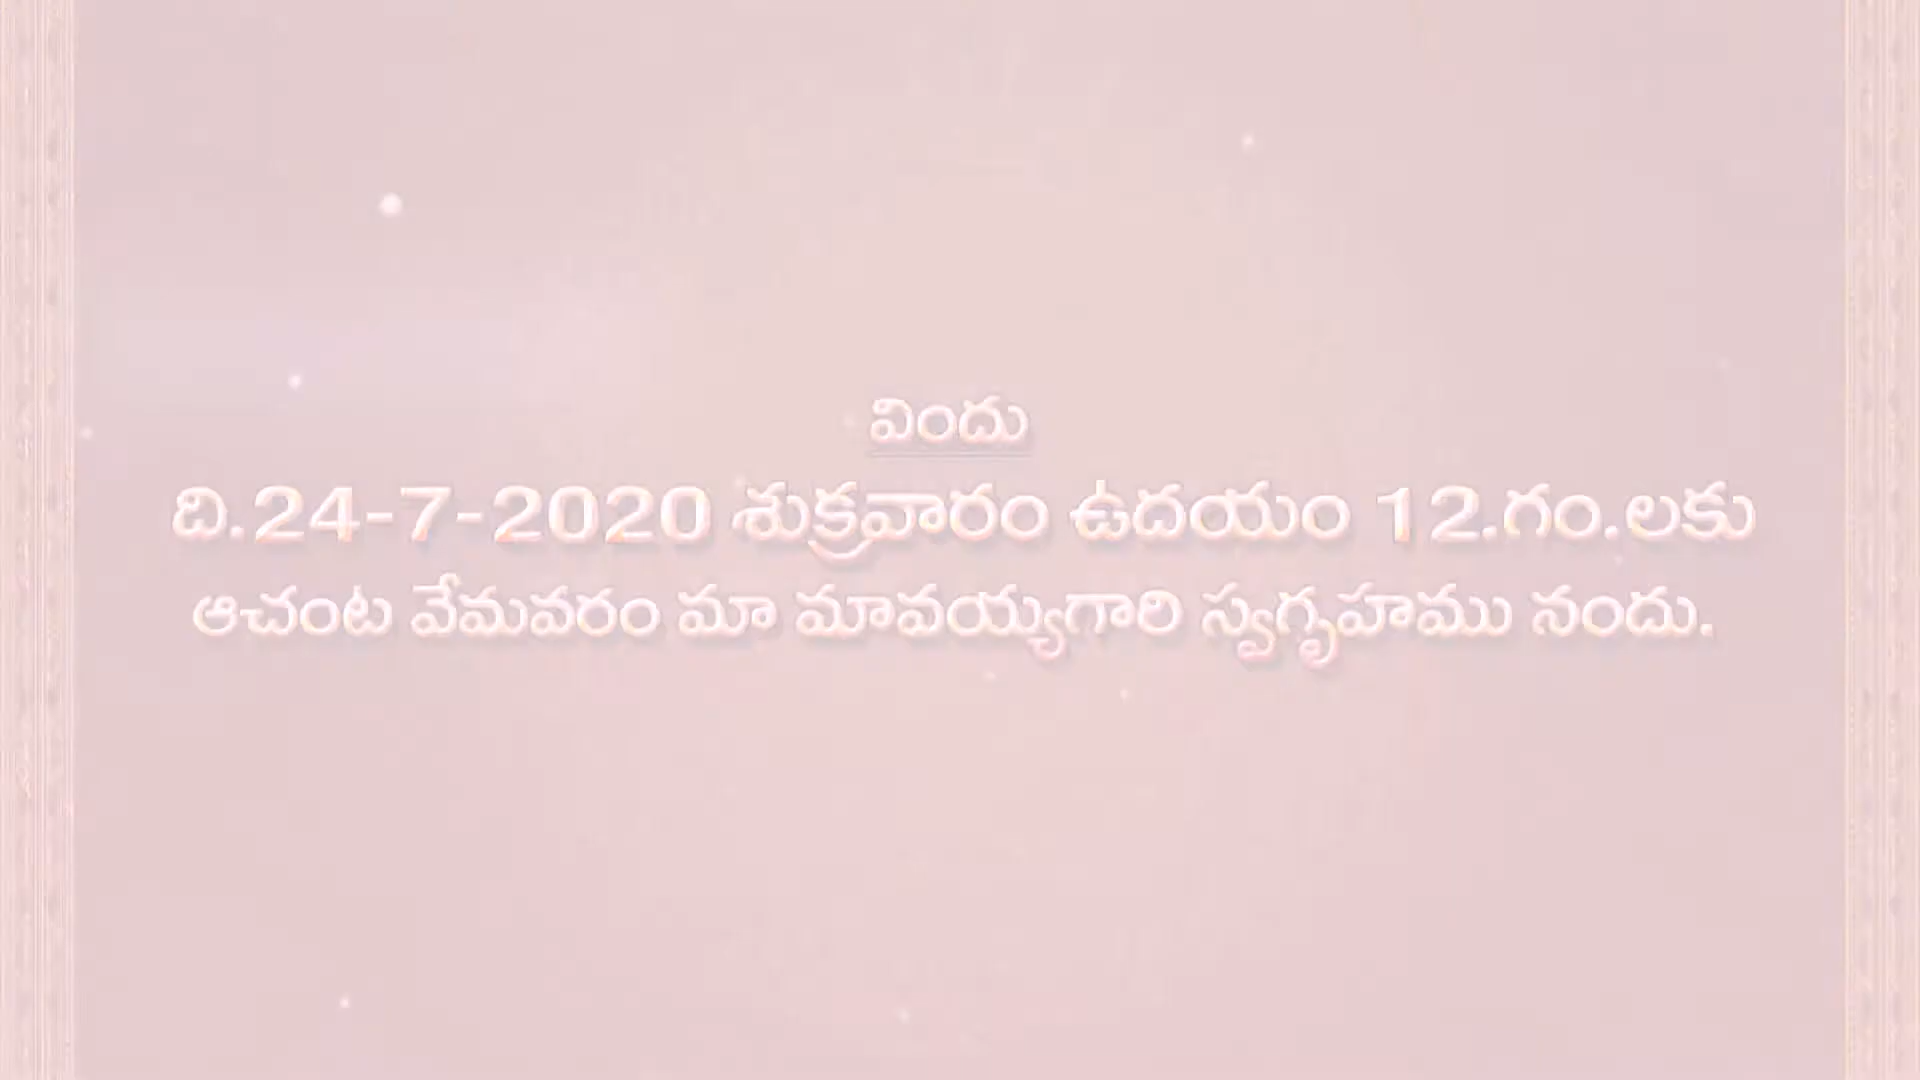 విందు
ది.24-7-2020 శుక్రవారం ఉదయం 12.గం.లకు
ఆచంట వేమవరం మా మావయ్యగారి స్వగృహము నందు.